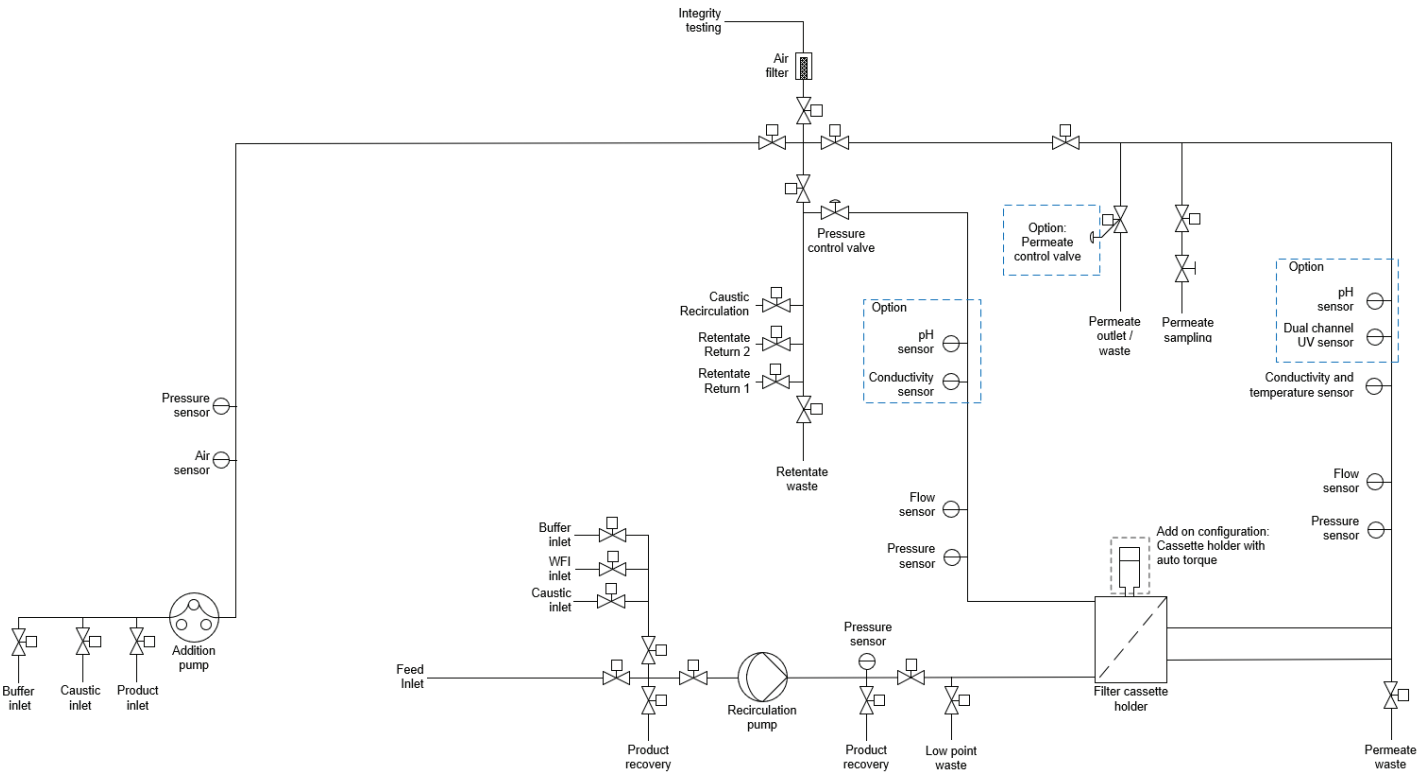 Integrity
testing
Air
filter
Pressure
control valve
Option:
Permeate
control valve
Option
pH
sensor
Dual channel
UV sensor
Conductivity and
temperature sensor
Flow
sensor
Pressure
sensor
Permeate
outlet /
waste
Permeate
sampling
Caustic
Recirculation
Retentate
Return 2
Retentate
Return 1
Retentate
waste
Option
pH
sensor
Conductivity
sensor
Flow
sensor
Pressure
sensor
Pressure
sensor
Air
sensor
Add on configuration:
Cassette holder with
auto torque
Buffer
inlet
WFI
inlet
Caustic
inlet
Addition
pump
Buffer
inlet
Caustic
inlet
Product
inlet
Feed
Inlet
Pressure
sensor
Recirculation
pump
Filter cassette
holder
Product
recovery
Product
recovery
Low point
waste
Permeate
waste